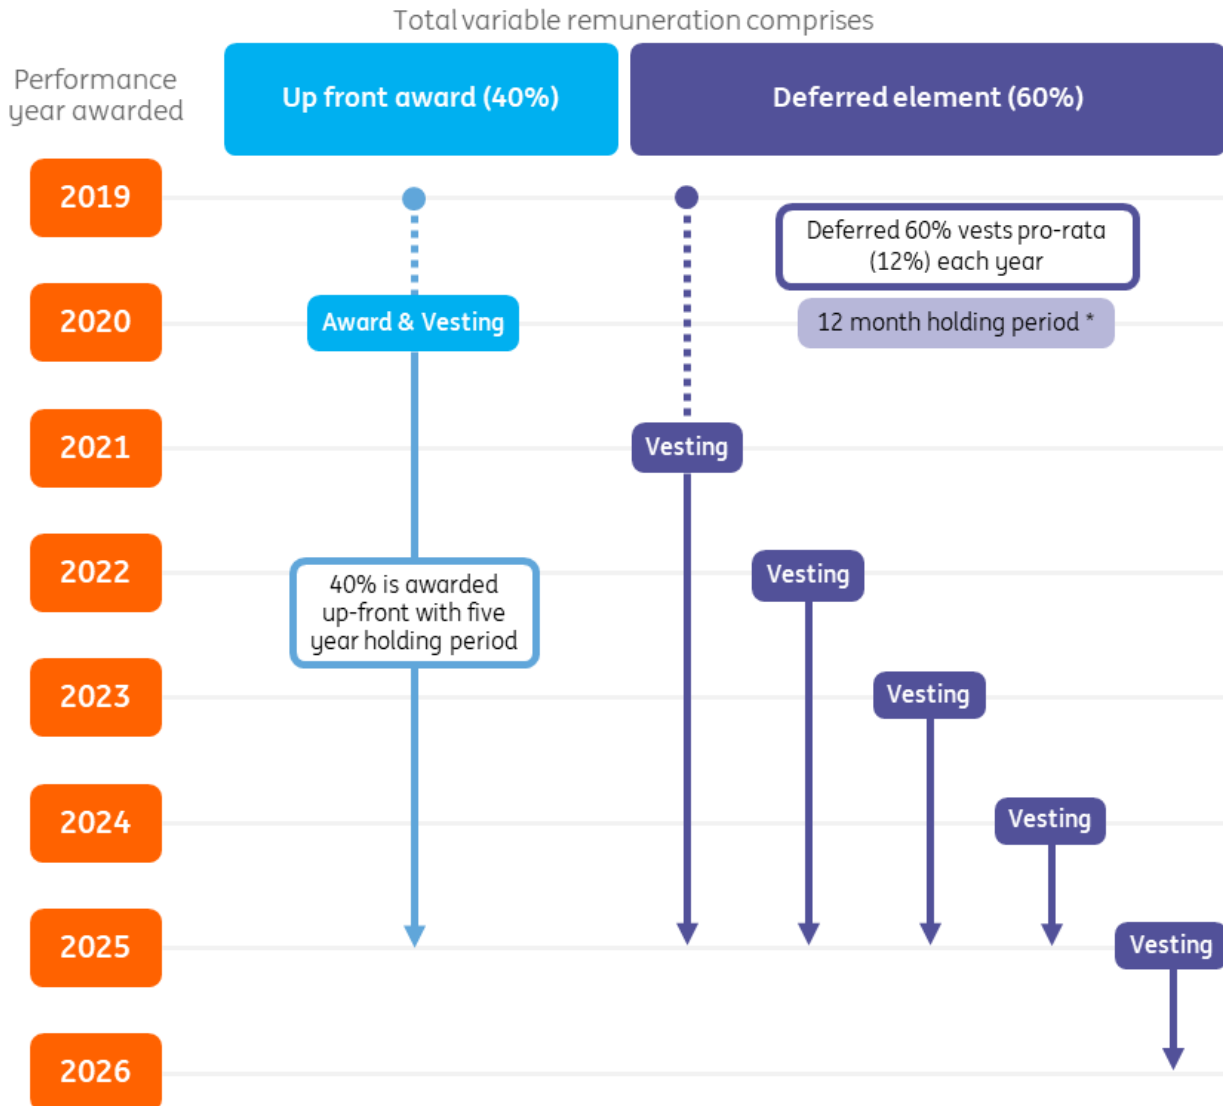 Total variable remuneration comprises
Performance
year awarded
Up front award (40%)
Deferred element (60%)
2019
Deferred 60% vests pro-rata
(12%) each year
2020
Award & Vesting
12 month holding period *
2021
Vesting
2022
Vesting
40% is awarded
up-front with five
year holding period
2023
Vesting
2024
Vesting
2025
Vesting
2026